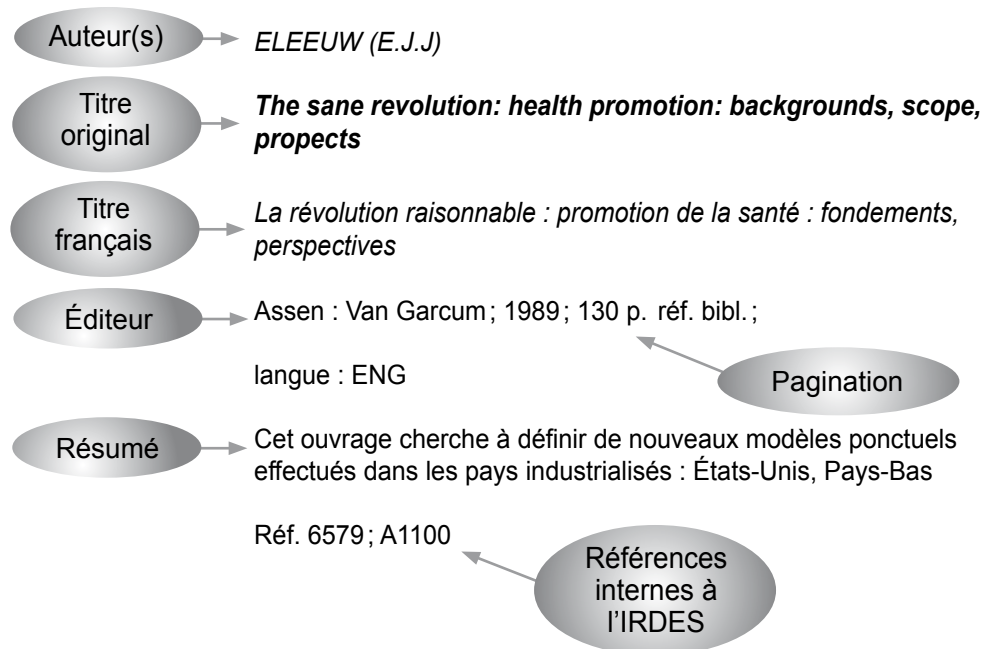 Auteur(s)
ELEEUW (E.J.J)
Titre
original
The sane revolution: health promotion: backgrounds, scope,
propects
Titre
français
La révolution raisonnable : promotion de la santé : fondements,
perspectives
Éditeur
Assen : Van Garcum ; 1989 ; 130 p. réf. bibl. ;
langue : ENG
Pagination
Résumé
Cet ouvrage cherche à définir de nouveaux modèles ponctuels
effectués dans les pays industrialisés : États-Unis, Pays-Bas
Réf. 6579 ; A1100
Références
internes à
l'IRDES